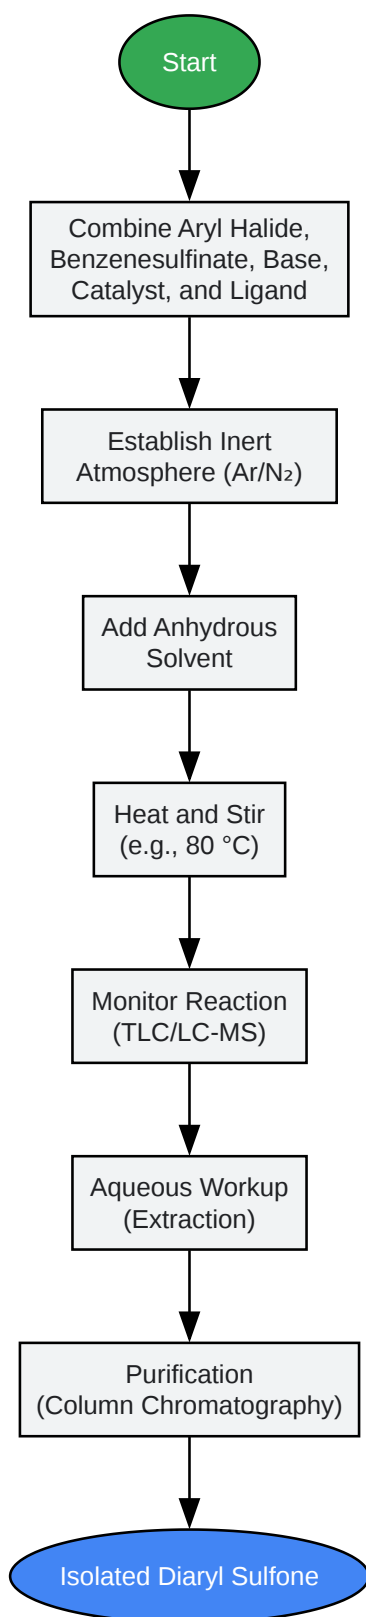 Start
Combine Aryl Halide,
Benzenesulfinate, Base,
Catalyst, and Ligand
Establish Inert
Atmosphere (Ar/N₂)
Add Anhydrous
Solvent
Heat and Stir
(e.g., 80 °C)
Monitor Reaction
(TLC/LC-MS)
Aqueous Workup
(Extraction)
Purification
(Column Chromatography)
Isolated Diaryl Sulfone